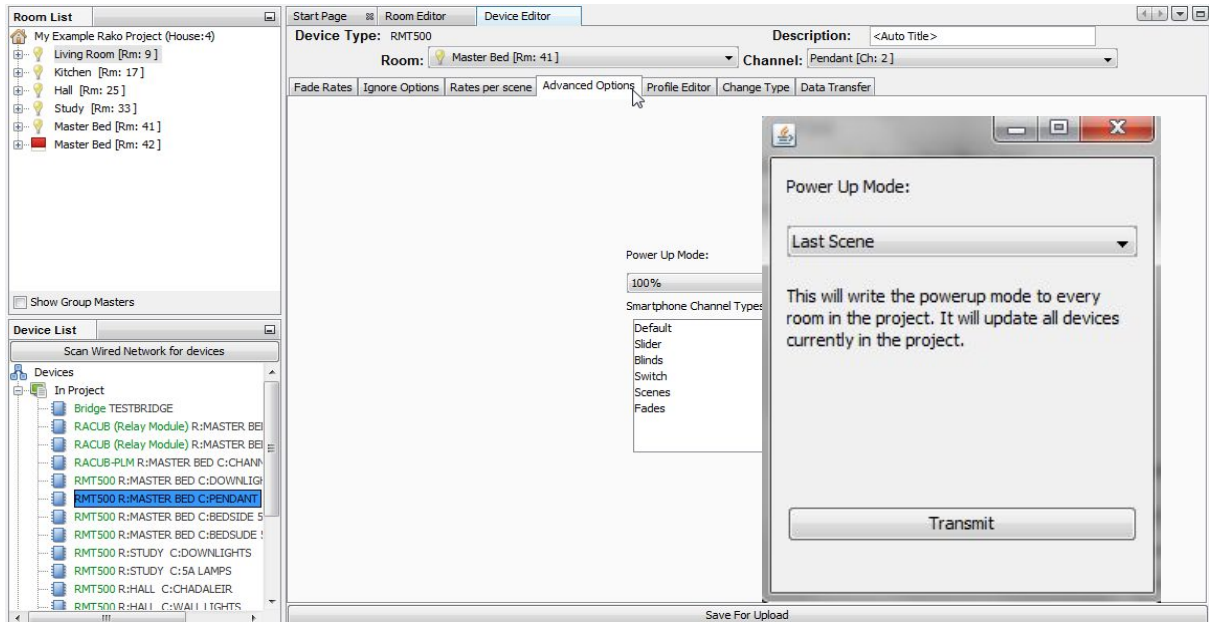 Room List
My Example Rako Project (House:4)
Living Room [Rm: 9]
Kitchen [Rm: 17]
Hall [Rm: 25]
Study [Rm: 33]
Master Bed [Rm: 41]
Master Bed [Rm: 42]
Show Group Masters
Device List
Scan Wired Network for devices
Devices
In Project
Bridge TESTBRIDGE
RACUB (Relay Module) R:MASTER BE
RACUB (Relay Module) R:MASTER BE
RACUB-PLM R:MASTER BED C:CHANN
RMT500 R:MASTER BED C:DOWNLIGH
RMT500 R:MASTER BED C:PENDANT
RMT500 R:MASTER BED C:BEDSIDE 5
RMT500 R:MASTER BED C:BEDSUDE
RMT500 R:STUDY C:DOWNLIGHTS
RMT500 R:STUDY C:5A LAMPS
RMT500 R:HALL C:CHADALEIR
RMT500 R:HALL C:WALL LIGHTS
Start Page Room Editor Device Editor
Device Type: RMT500 Description: <Auto Title>
Room: Master Bed [Rm: 41] Channel: Pendant [Ch: 2]
Fade Rates Ignore Options Rates per scene Advanced Options Profile Editor Change Type Data Transfer
Power Up Mode:
100%
Smartphone Channel Types
Default
Slider
Blinds
Switch
Scenes
Fades
Power Up Mode:
Last Scene
This will write the powerup mode to every
room in the project. It will update all devices
currently in the project.
Transmit
Save For Upload